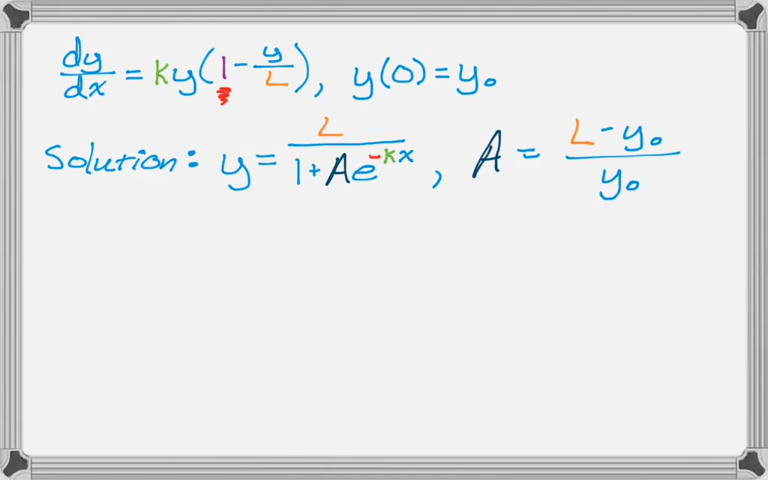 dy/dx = ky(1 - y/L), y(0) = y₀
Solution: y = L/(1 + Ae^(-kx)), A = (L - y₀)/y₀